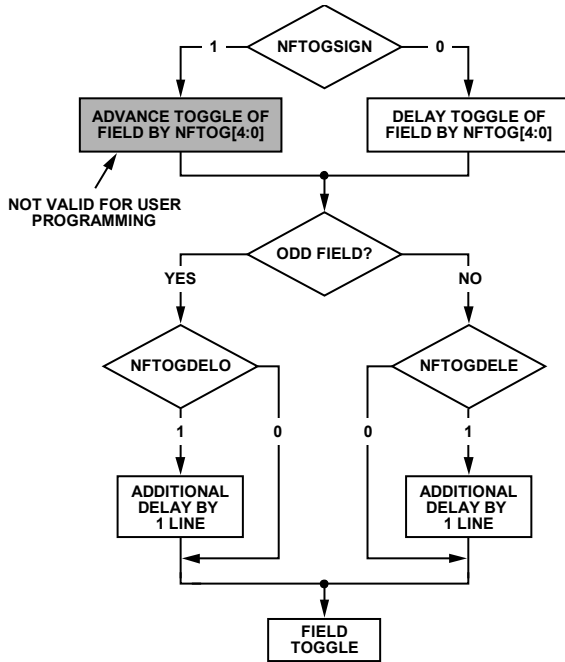 NFTOGSIGN
1
0
ADVANCE TOGGLE OF
FIELD BY NFTOG[4:0]
DELAY TOGGLE OF
FIELD BY NFTOG[4:0]
NOT VALID FOR USER
PROGRAMMING
ODD FIELD?
YES
NO
NFTOGDELO
NFTOGDELE
1
0
0
1
ADDITIONAL
DELAY BY
1 LINE
ADDITIONAL
DELAY BY
1 LINE
FIELD
TOGGLE